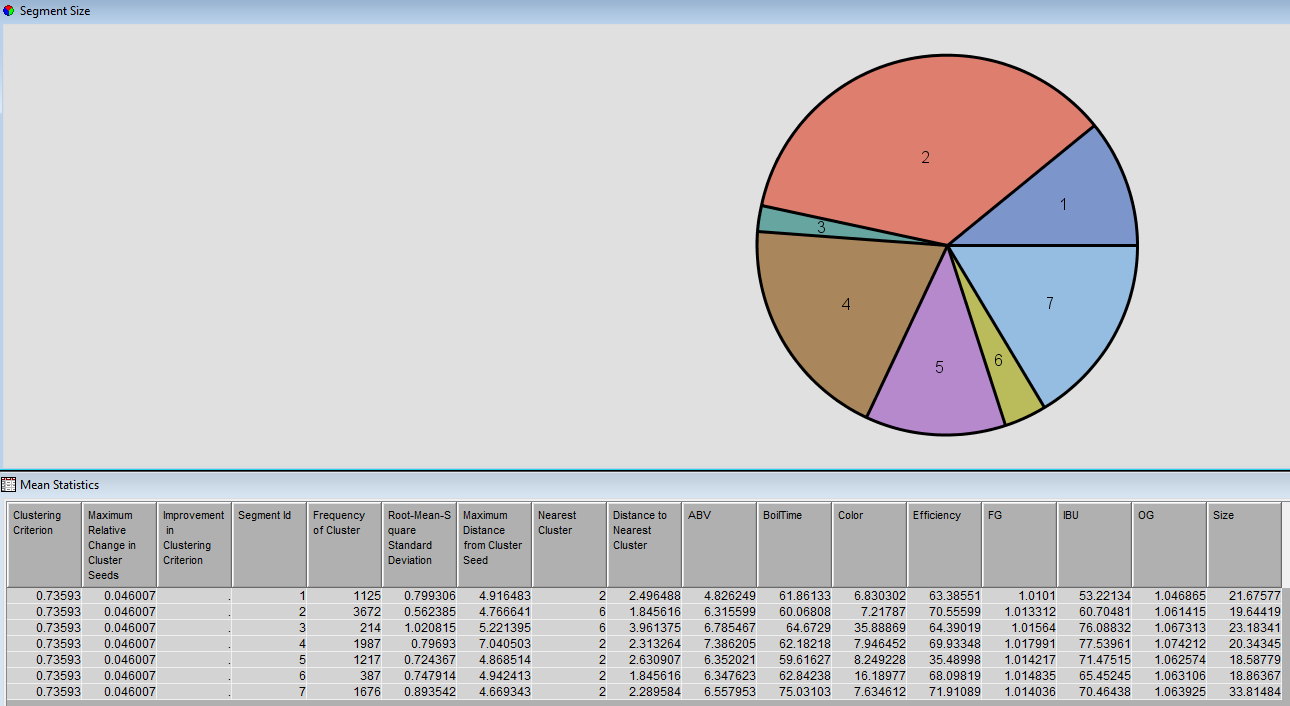 Segment Size
2
1
3
4
7
6
5
Mean Statistics
Clustering Criterion Maximum Relative Change in Cluster Seeds Improvement in Clustering Criterion Segment Id Frequency of Cluster Root-Mean-Square Standard Deviation Maximum Distance from Cluster Seed Nearest Cluster Distance to Nearest Cluster ABV BoilTime Color Efficiency FG IBU OG Size
0.73593 0.046007 . 1 1125 0.799306 4.916483 2 2.496488 4.826249 61.86133 6.830302 63.38551 1.0101 53.22134 1.046865 21.67577
0.73593 0.046007 . 2 3672 0.562385 4.766641 6 1.845616 6.315599 60.06808 7.21787 70.55599 1.013312 60.70481 1.061415 19.64419
0.73593 0.046007 . 3 214 1.020815 5.221395 6 3.961375 6.785467 64.6729 35.88869 64.39019 1.01564 76.08832 1.067313 23.18341
0.73593 0.046007 . 4 1987 0.79693 7.040503 2 2.313264 7.386205 62.18218 7.946452 69.93348 1.017991 77.53961 1.074212 20.34345
0.73593 0.046007 . 5 1217 0.724367 4.868514 2 2.630907 6.352021 59.61627 8.249228 35.48998 1.014217 71.47515 1.062574 18.58779
0.73593 0.046007 . 6 387 0.747914 4.942413 2 1.845616 6.347623 62.84238 16.18977 68.09819 1.014835 65.45245 1.063106 18.86367
0.73593 0.046007 . 7 1676 0.893542 4.669343 2 2.289584 6.557953 75.03103 7.634612 71.91089 1.014036 70.46438 1.063925 33.81484